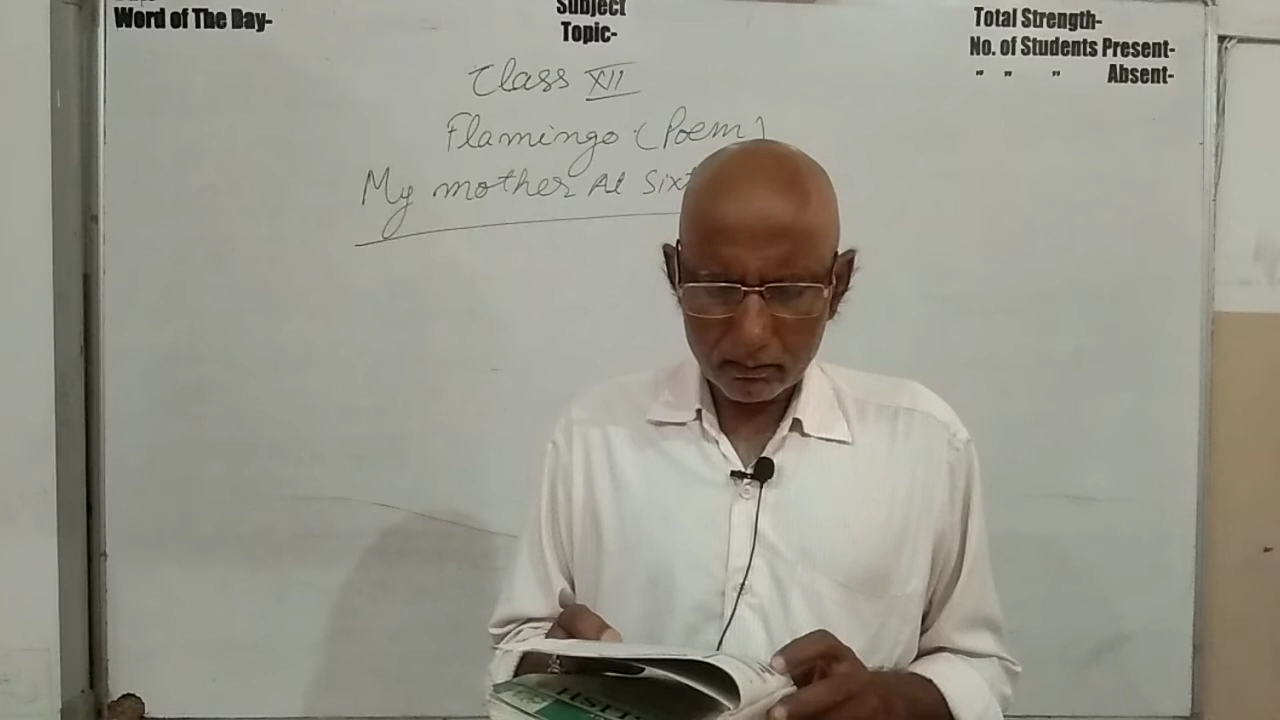 Subject
Word of The Day-
Topic-
Total Strength-
No. of Students Present-
" " " Absent-
Class XII
Flamingo (Poem)
My mother At Sixt